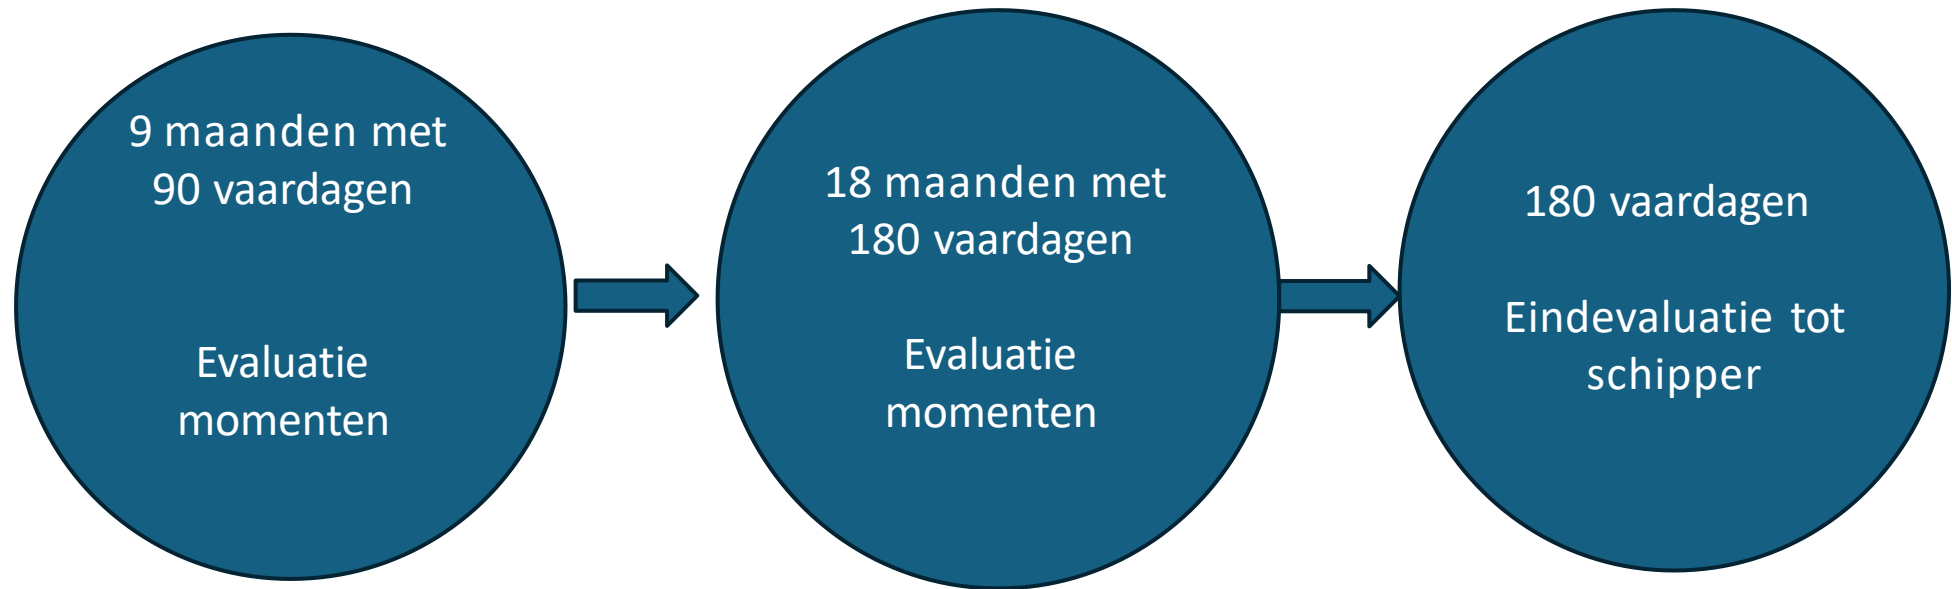 9 maanden met
90 vaardagen
Evaluatie
momenten
18 maanden met
180 vaardagen
Evaluatie
momenten
180 vaardagen
Eindevaluatie tot
schipper